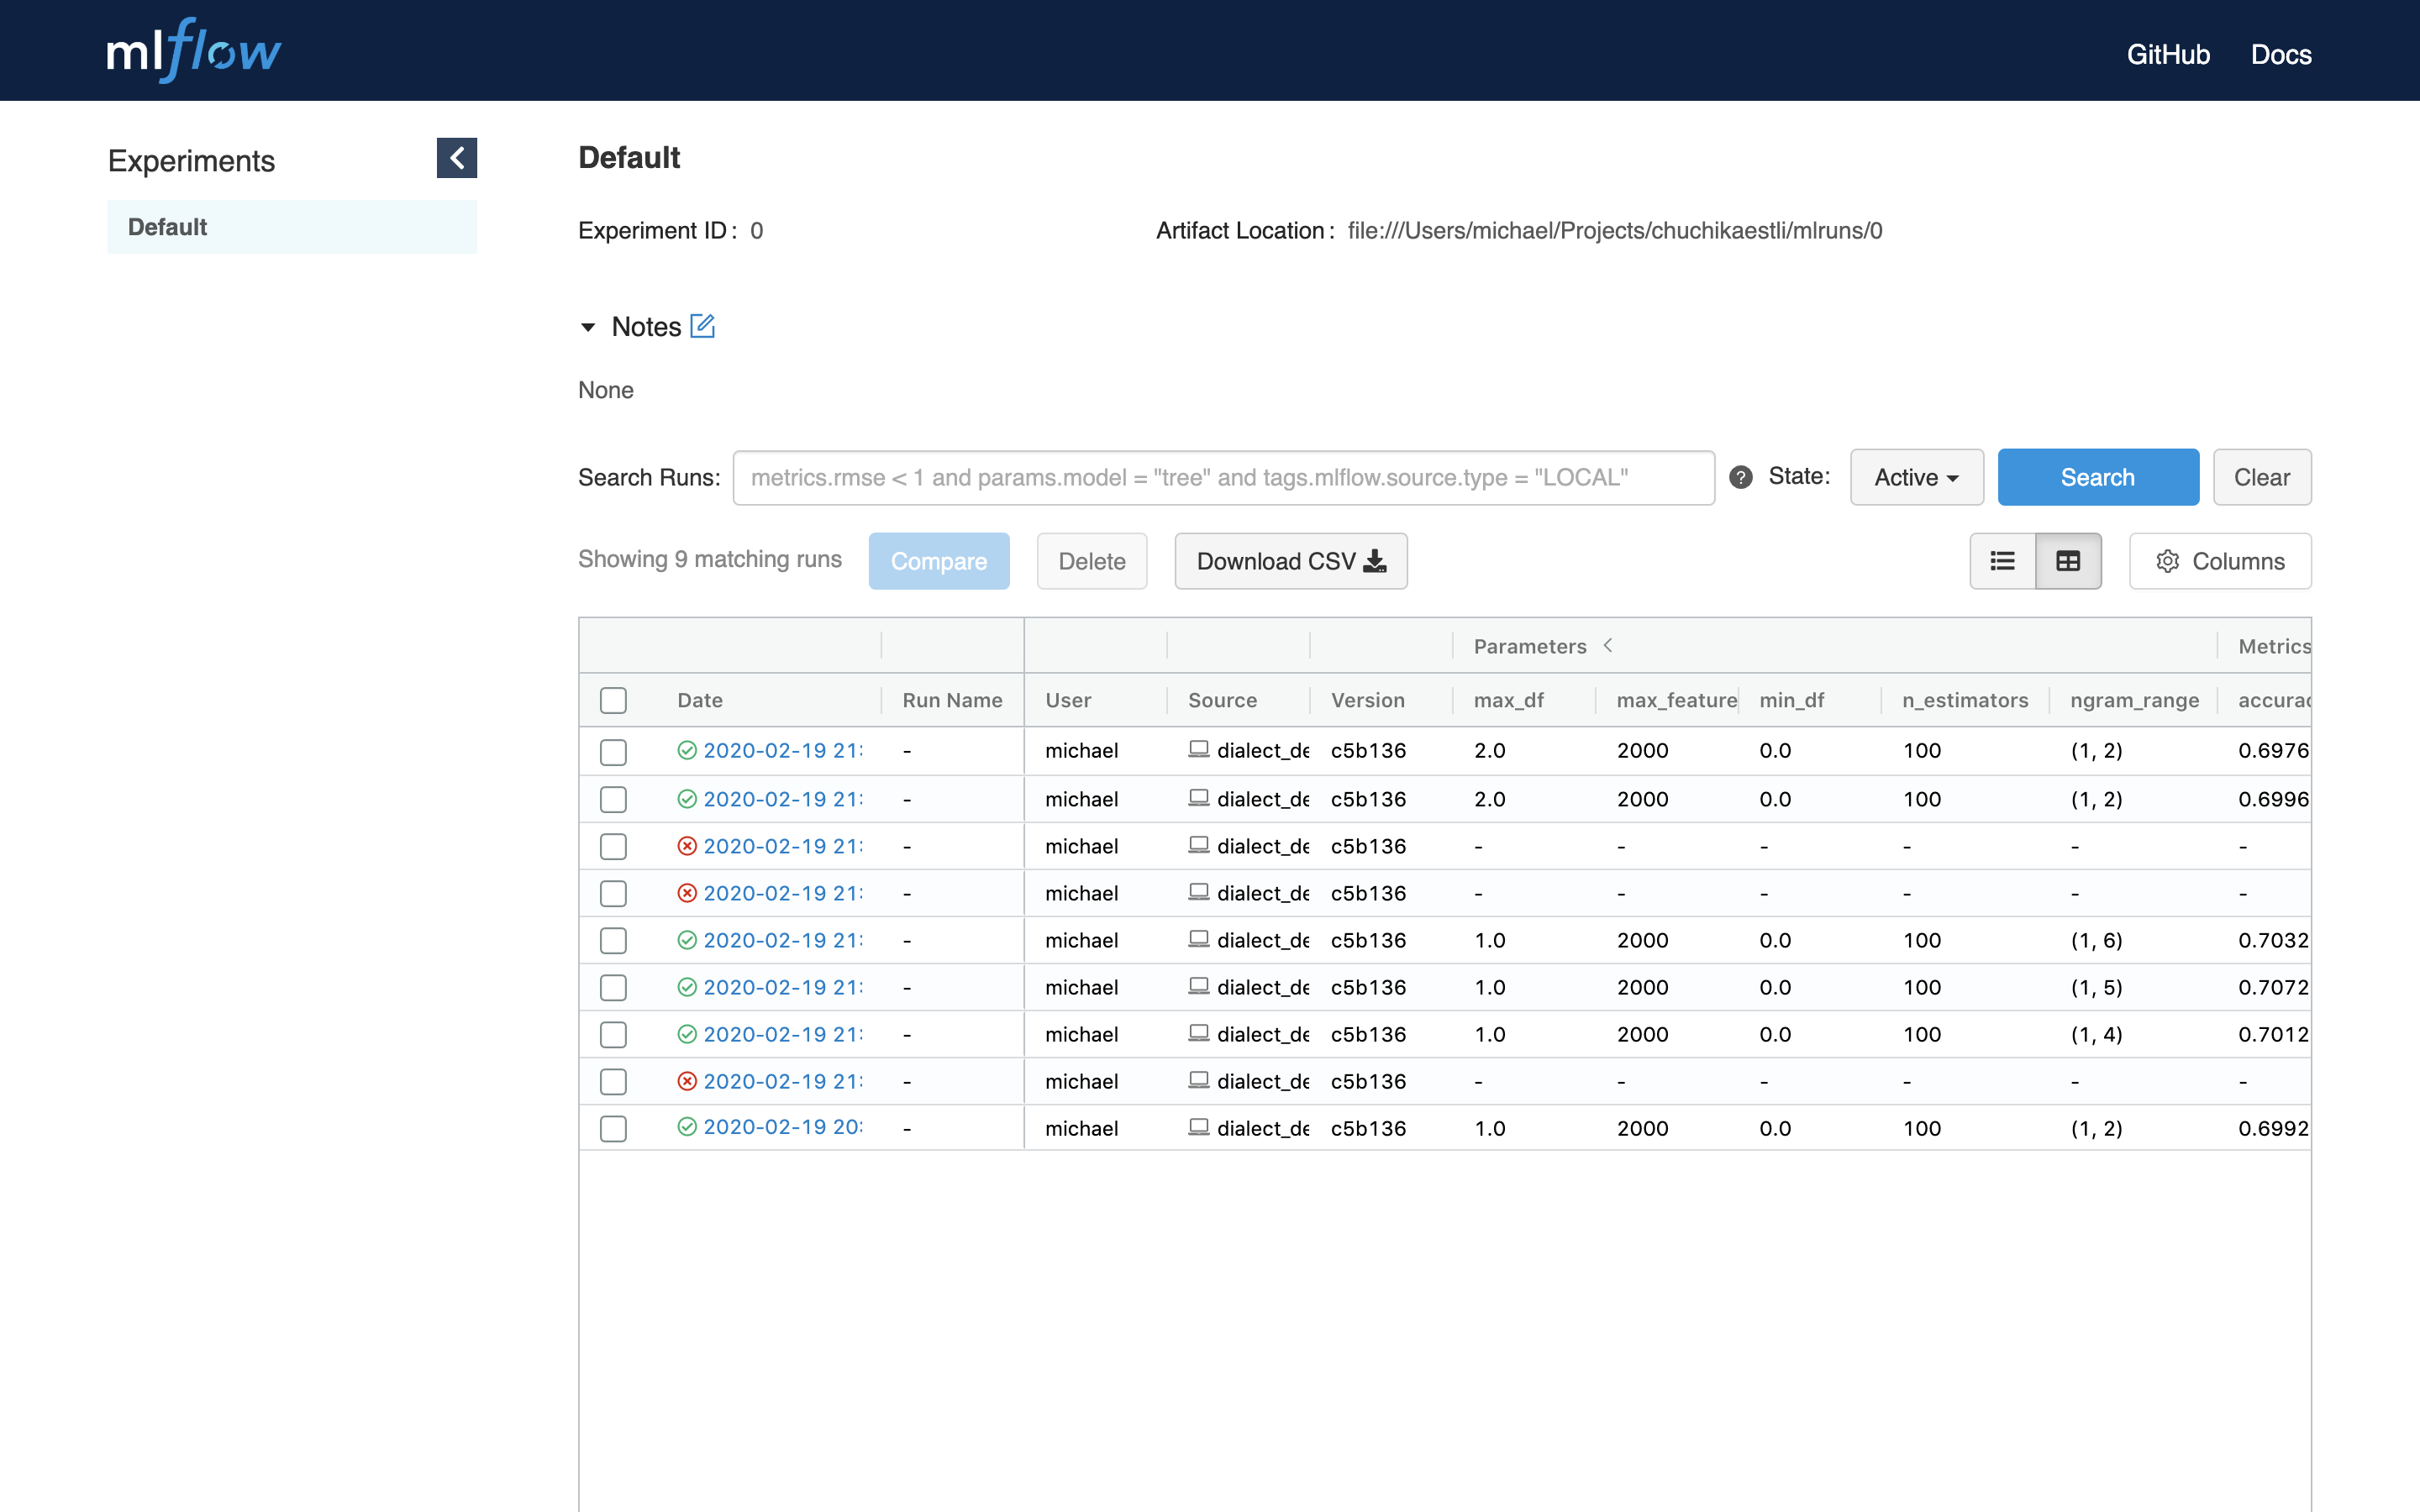 mlflow
GitHub Docs
Experiments
Default
Default
Experiment ID: 0 Artifact Location: file:///Users/michael/Projects/chuchikaestli/mlruns/0
Notes
None
Search Runs: metrics.rmse < 1 and params.model = "tree" and tags.mlflow.source.type = "LOCAL" ? State: Active Search Clear
Showing 9 matching runs Compare Delete Download CSV Columns
Parameters < Metrics
Date Run Name User Source Version max_df max_feature min_df n_estimators ngram_range accurac
2020-02-19 21: - michael dialect_de c5b136 2.0 2000 0.0 100 (1, 2) 0.6976
2020-02-19 21: - michael dialect_de c5b136 2.0 2000 0.0 100 (1, 2) 0.6996
2020-02-19 21: - michael dialect_de c5b136 - - - - - -
2020-02-19 21: - michael dialect_de c5b136 - - - - - -
2020-02-19 21: - michael dialect_de c5b136 1.0 2000 0.0 100 (1, 6) 0.7032
2020-02-19 21: - michael dialect_de c5b136 1.0 2000 0.0 100 (1, 5) 0.7072
2020-02-19 21: - michael dialect_de c5b136 1.0 2000 0.0 100 (1, 4) 0.7012
2020-02-19 21: - michael dialect_de c5b136 - - - - - -
2020-02-19 20: - michael dialect_de c5b136 1.0 2000 0.0 100 (1, 2) 0.6992